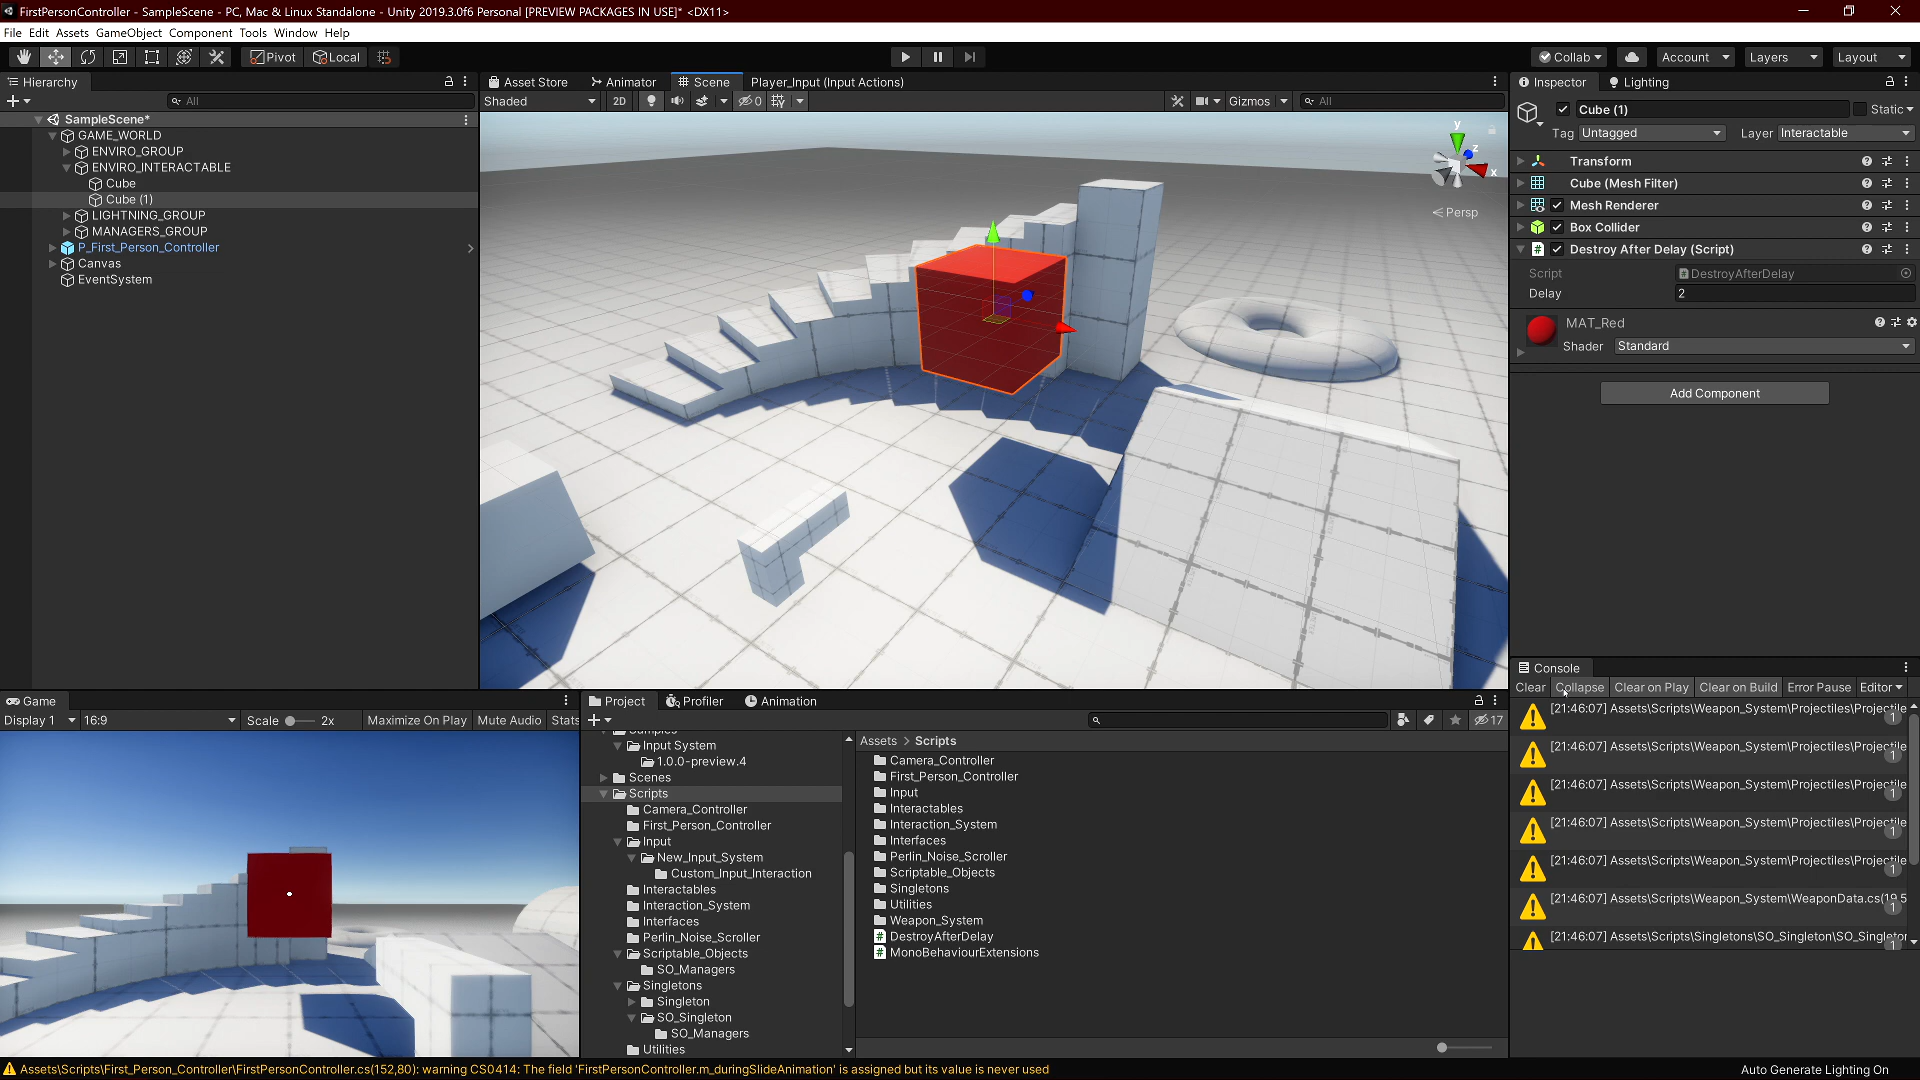 FirstPersonController - SampleScene - PC, Mac & Linux Standalone - Unity 2019.3.0f6 Personal [PREVIEW PACKAGES IN USE]* <DX11>
File Edit Assets GameObject Component Tools Window Help
Pivot Local
Collab Account Layers Layout
Hierarchy
All
SampleScene*
GAME_WORLD
ENVIRO_GROUP
ENVIRO_INTERACTABLE
Cube
Cube (1)
LIGHTNING_GROUP
MANAGERS_GROUP
P_First_Person_Controller
Canvas
EventSystem
Asset Store Animator Scene Player_Input (Input Actions)
Shaded 2D 0 Gizmos All
y
z
x
Persp
Inspector Lighting
Cube (1) Static
Tag Untagged Layer Interactable
Transform
Cube (Mesh Filter)
Mesh Renderer
Box Collider
Destroy After Delay (Script)
Script DestroyAfterDelay
Delay 2
MAT_Red
Shader Standard
Add Component
Console
Clear Collapse Clear on Play Clear on Build Error Pause Editor
[21:46:07] Assets\Scripts\Weapon_System\Projectiles\Projectile
1
[21:46:07] Assets\Scripts\Weapon_System\Projectiles\Projectile
1
[21:46:07] Assets\Scripts\Weapon_System\Projectiles\Projectile
1
[21:46:07] Assets\Scripts\Weapon_System\Projectiles\Projectile
1
[21:46:07] Assets\Scripts\Weapon_System\Projectiles\Projectile
1
[21:46:07] Assets\Scripts\Weapon_System\WeaponData.cs(19,5
1
[21:46:07] Assets\Scripts\Singletons\SO_Singleton\SO_Singleton
1
Game
Display 1 16:9 Scale 2x Maximize On Play Mute Audio Stats
Project Profiler Animation
17
Input System
1.0.0-preview.4
Scenes
Scripts
Camera_Controller
First_Person_Controller
Input
New_Input_System
Custom_Input_Interaction
Interactables
Interaction_System
Interfaces
Perlin_Noise_Scroller
Scriptable_Objects
SO_Managers
Singletons
Singleton
SO_Singleton
SO_Managers
Utilities
Assets > Scripts
Camera_Controller
First_Person_Controller
Input
Interactables
Interaction_System
Interfaces
Perlin_Noise_Scroller
Scriptable_Objects
Singletons
Utilities
Weapon_System
DestroyAfterDelay
MonoBehaviourExtensions
Assets\Scripts\First_Person_Controller\FirstPersonController.cs(152,80): warning CS0414: The field 'FirstPersonController.m_duringSlideAnimation' is assigned but its value is never used
Auto Generate Lighting On